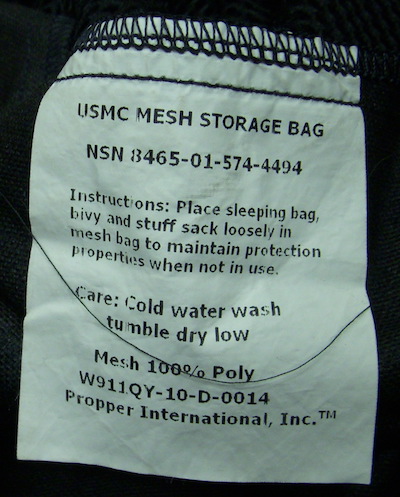 USMC MESH STORAGE BAG
NSN 8465-01-574-4494
Instructions: Place sleeping bag,
bivy and stuff sack loosely in
mesh bag to maintain protection
properties when not in use.
Care: Cold water wash
tumble dry low
Mesh 100% Poly
W911QY-10-D-0014
Propper International, Inc.™